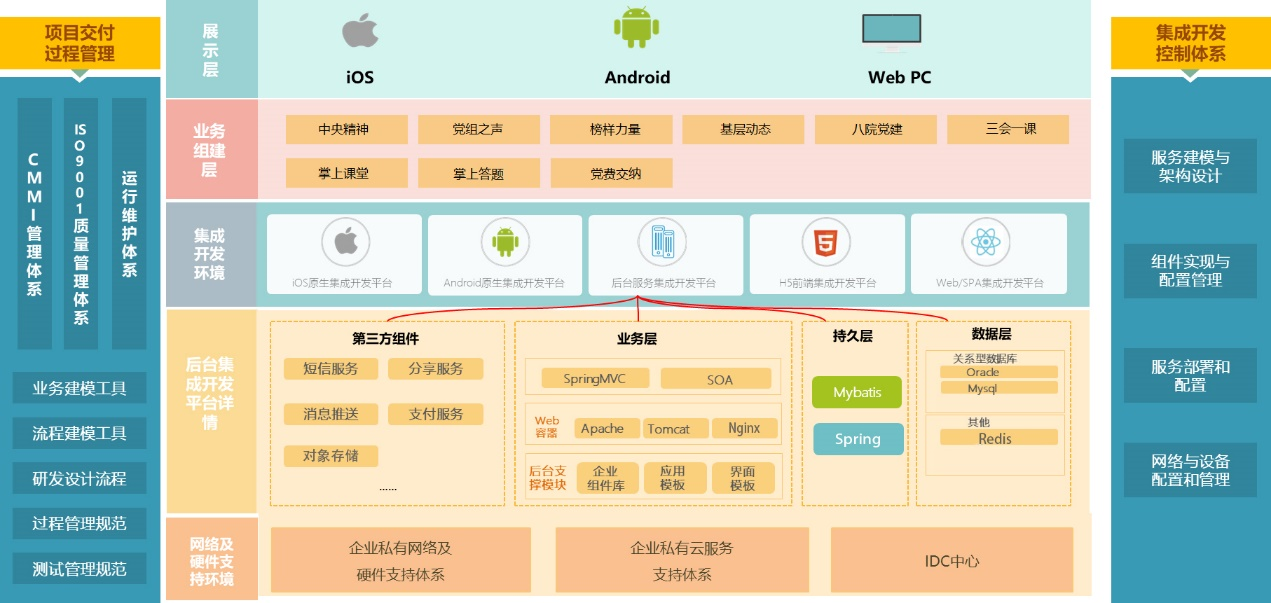 项目交付
过程管理
CMMI管理体系
ISO9001质量管理体系
运行维护体系
业务建模工具
流程建模工具
研发设计流程
过程管理规范
测试管理规范
展示层
iOS
Android
Web PC
业务
组建
层
中央精神
党组之声
榜样力量
基层动态
八院党建
三会一课
掌上课堂
掌上答题
党费交纳
集成
开发
环境
iOS原生集成开发平台
Android原生集成开发平台
后台服务集成开发平台
H5前端集成开发平台
Web/SPA集成开发平台
后台集
成开发
平台详
情
第三方组件
短信服务
分享服务
消息推送
支付服务
对象存储
......
业务层
SpringMVC
SOA
Web
容器
Apache
Tomcat
Nginx
后台支
撑模块
企业
组件库
应用
模板
界面
模板
持久层
Mybatis
Spring
数据层
关系型数据库
Oracle
Mysql
其他
Redis
网络及
硬件支
持环境
企业私有网络及
硬件支持体系
企业私有云服务
支持体系
IDC中心
集成开发
控制体系
服务建模与
架构设计
组件实现与
配置管理
服务部署和
配置
网络与设备
配置和管理